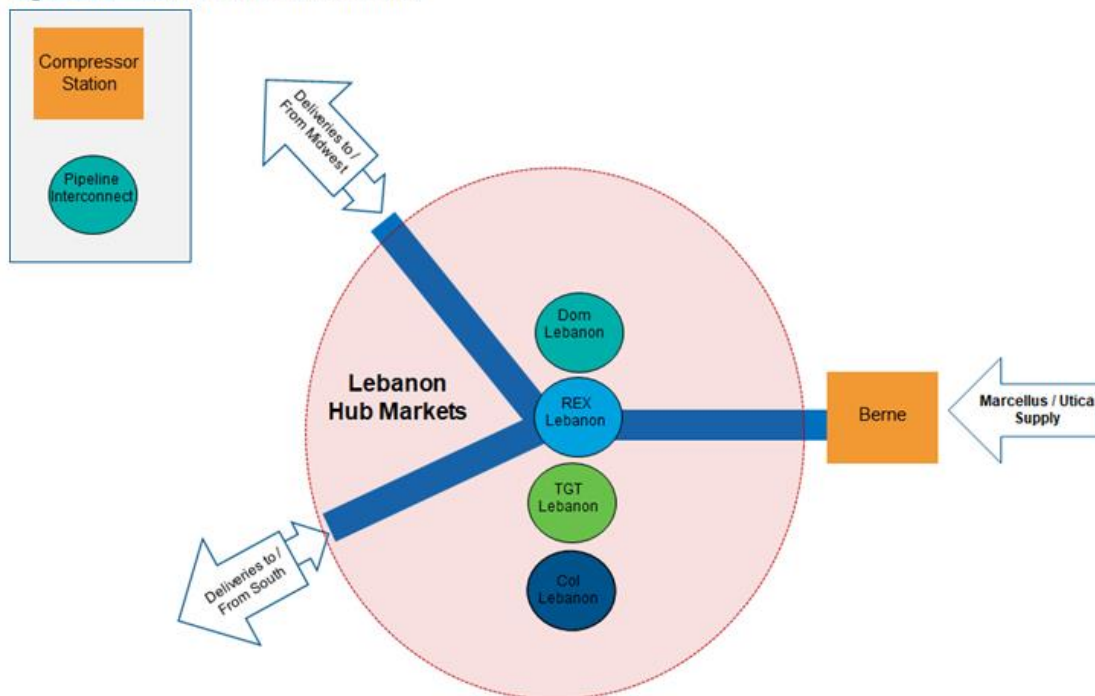 Compressor
Station
Pipeline
Interconnect
Deliveries to /
From Midwest
Dom
Lebanon
Lebanon
Hub Markets
REX
Lebanon
Berne
Marcellus / Utica
Supply
TGT
Lebanon
Deliveries to /
From South
Col
Lebanon